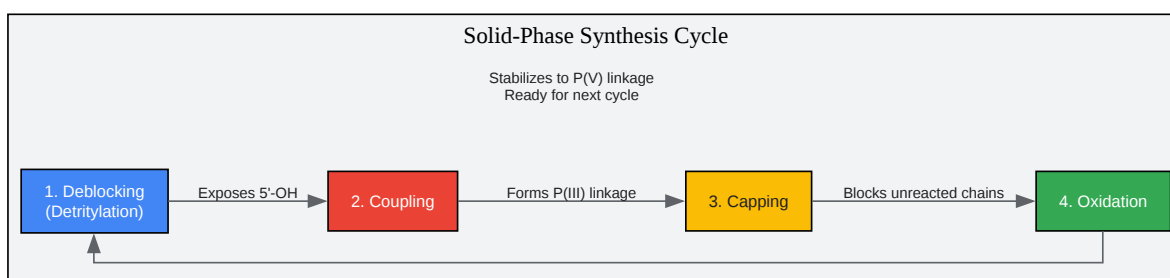 Solid-Phase Synthesis Cycle
Stabilizes to P(V) linkage
Ready for next cycle
1. Deblocking
(Detritylation)
Exposes 5'-OH
2. Coupling
Forms P(III) linkage
3. Capping
Blocks unreacted chains
4. Oxidation